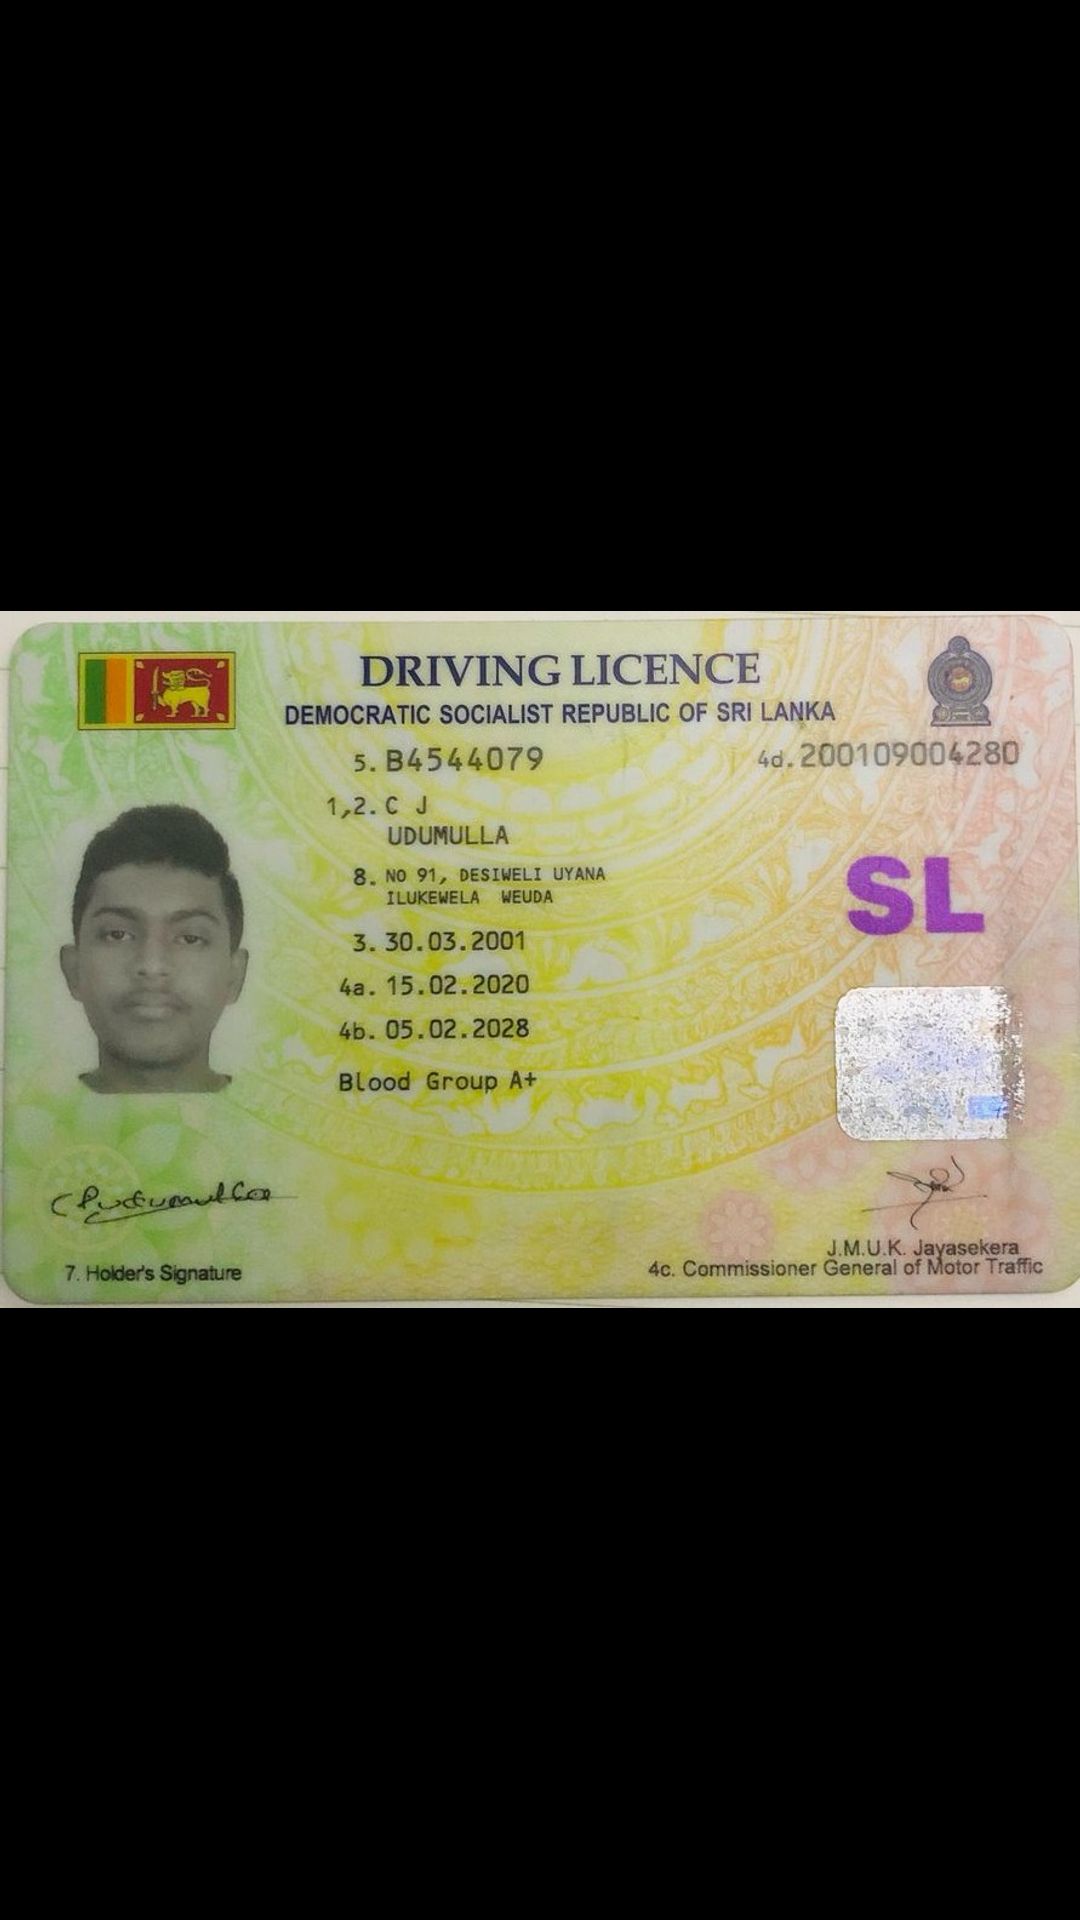 DRIVING LICENCE
DEMOCRATIC SOCIALIST REPUBLIC OF SRI LANKA
5. B4544079 4d. 200109004280
1,2. C J
UDUMULLA
8. NO 91, DESIWELI UYANA
ILUKEWELA WEUDA
SL
3. 30.03.2001
4a. 15.02.2020
4b. 05.02.2028
Blood Group A+
7. Holder's Signature
J.M.U.K. Jayasekera
4c. Commissioner General of Motor Traffic